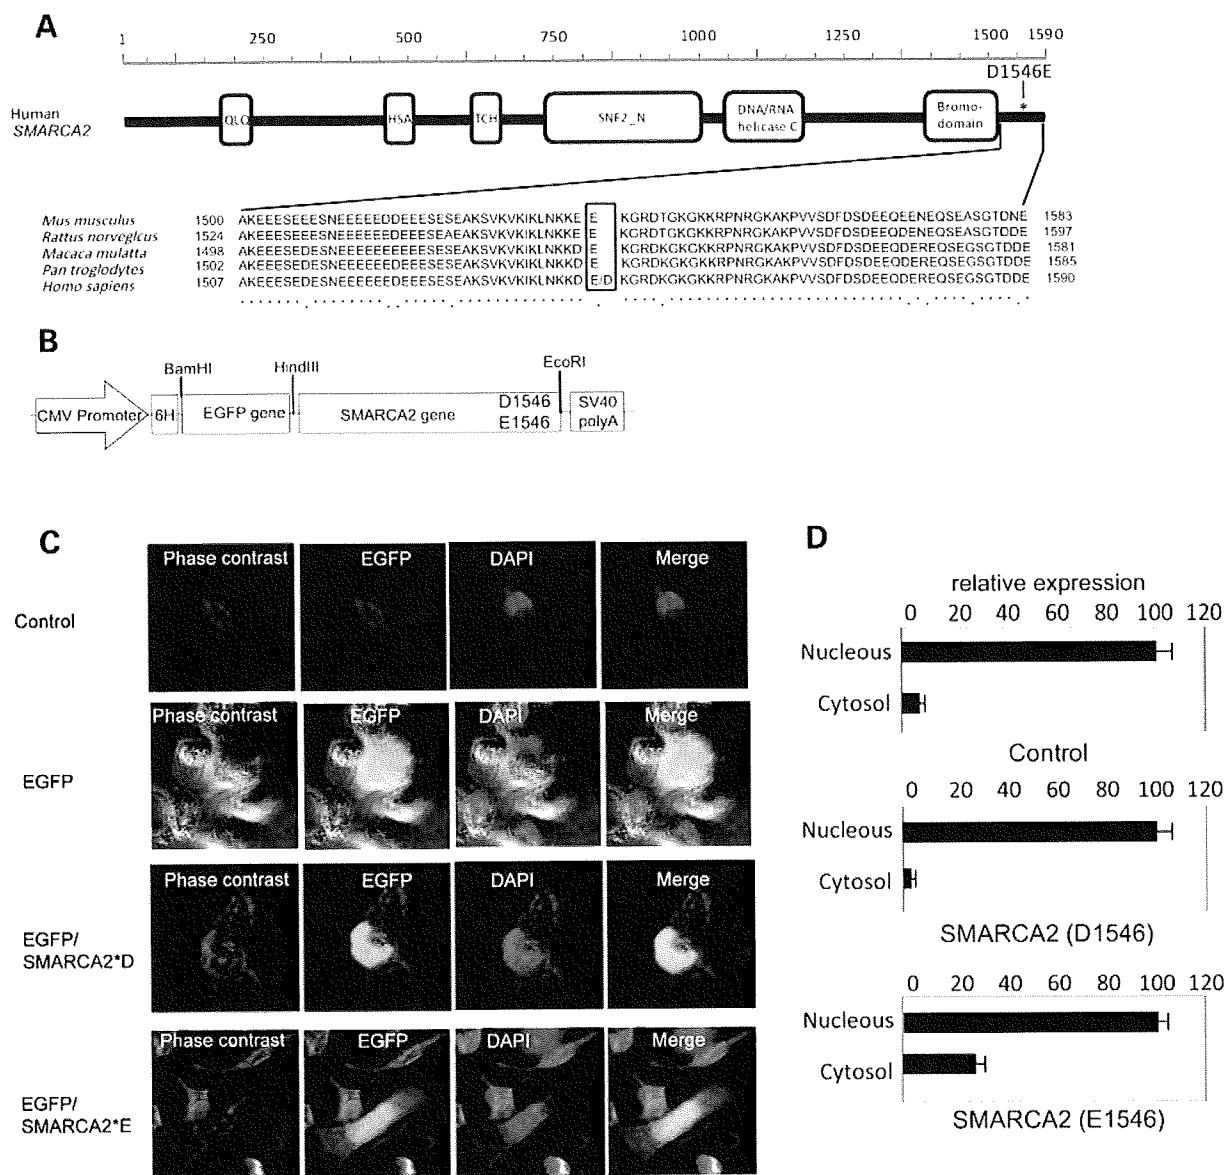 A
1 250 500 750 1000 1250 1500 1590
D1546E
*
Human
SMARCA2
QLQ HSA TCH SNF2_N DNA/RNA helicase C Bromo-domain
Mus musculus 1500 AKEEESEEESNEEEEEEDDEEESESEAKSVKVKIKLNKKE E KGRDTGKGKKRPNRGKAKPVVSDFDSDEEQEENEQSEASGTDNE 1583
Rattus norvegicus 1524 AKEEESEEESNEEEEEEDEEESESEAKSVKVKIKLNKKE E KGRDTGKGKKRPNRGKAKPVVSDFDSDEEQDENEQSEASGTDNE 1597
Macaca mulatta 1498 AKEEESEDESNEEEEEEDEEESESEAKSVKVKIKLNKKD E KGRDKGKGKKRPNRGKAKPVVSDFDSDEEQDEREQSEGSGTDDE 1581
Pan troglodytes 1502 AKEEESEDESNEEEEEEDEEESESEAKSVKVKIKLNKKD E KGRDKGKGKKRPNRGKAKPVVSDFDSDEEQDEREQSEGSGTDDE 1585
Homo sapiens 1507 AKEEESEDESNEEEEEEDEEESESEAKSVKVKIKLNKKD E/D KGRDKGKGKKRPNRGKAKPVVSDFDSDEEQDEREQSEGSGTDDE 1590
B
BamHI HindIII EcoRI
CMV Promoter 6H EGFP gene SMARCA2 gene D1546 E1546 SV40 polyA
C
Phase contrast EGFP DAPI Merge
Control
Phase contrast EGFP DAPI Merge
EGFP
Phase contrast EGFP DAPI Merge
EGFP/
SMARCA2*D
Phase contrast EGFP DAPI Merge
EGFP/
SMARCA2*E
D
relative expression
0 20 40 60 80 100 120
Nucleous
Cytosol
Control
0 20 40 60 80 100 120
Nucleous
Cytosol
SMARCA2 (D1546)
0 20 40 60 80 100 120
Nucleous
Cytosol
SMARCA2 (E1546)